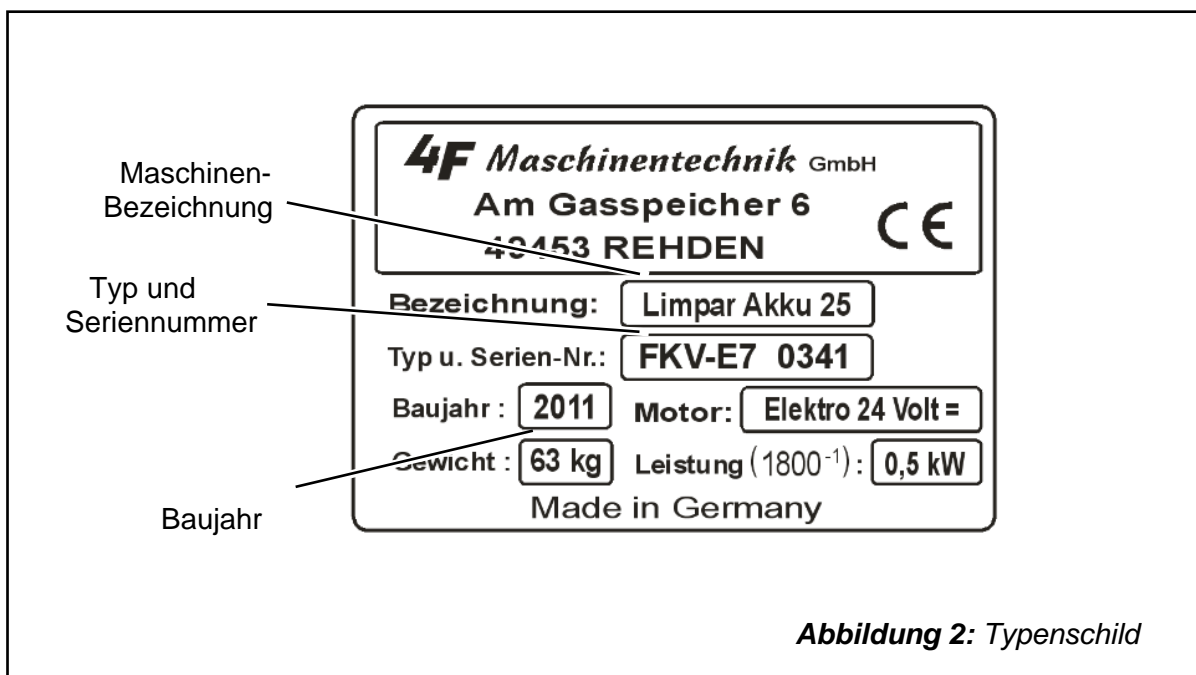 4F Maschinentechnik GmbH
Am Gasspeicher 6
49453 REHDEN
CE
Maschinen-
Bezeichnung
Bezeichnung: Limpar Akku 25
Typ und
Seriennummer
Typ u. Serien-Nr.: FKV-E7 0341
Baujahr : 2011 Motor: Elektro 24 Volt =
Gewicht : 63 kg Leistung (1800⁻¹) : 0,5 kW
Baujahr
Made in Germany
Abbildung 2: Typenschild